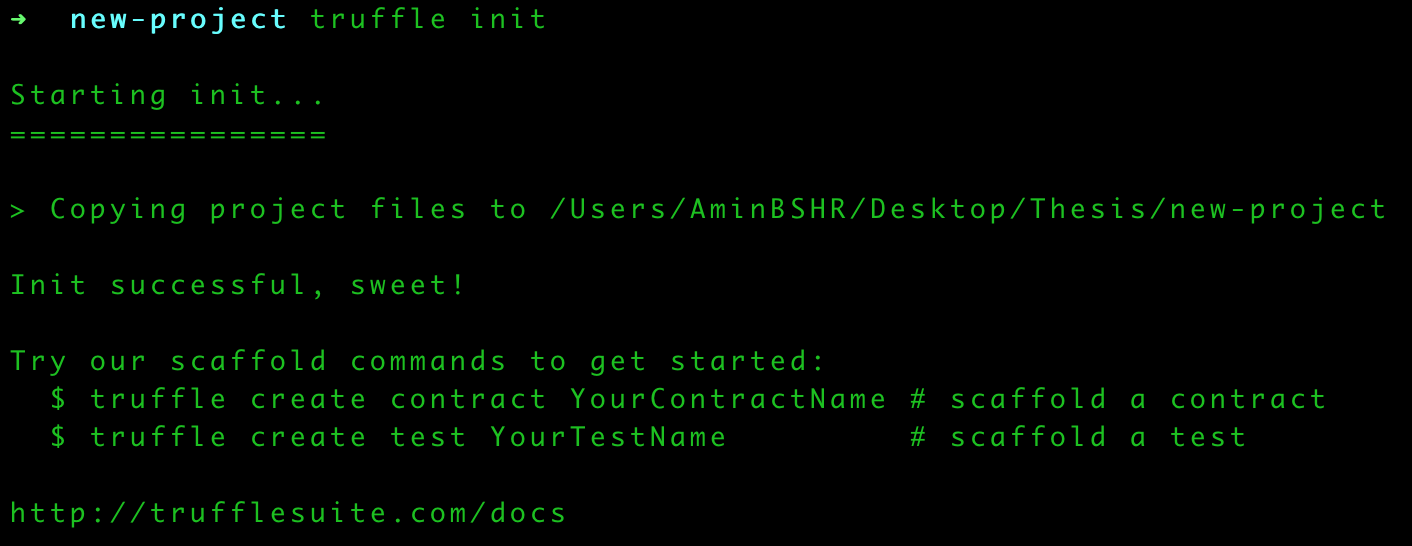 ➜  new-project truffle init
Starting init...
================
> Copying project files to /Users/AminBSHR/Desktop/Thesis/new-project
Init successful, sweet!
Try our scaffold commands to get started:
  $ truffle create contract YourContractName # scaffold a contract
  $ truffle create test YourTestName         # scaffold a test
http://trufflesuite.com/docs